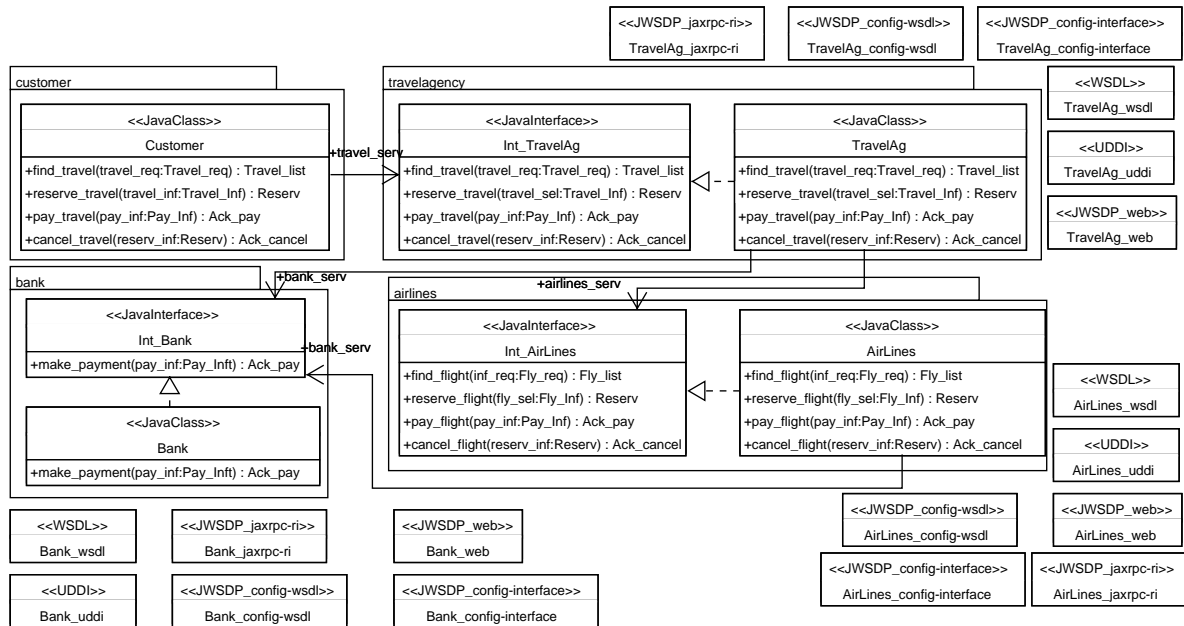 <<JWSDP_jaxrpc-ri>>
TravelAg_jaxrpc-ri
<<JWSDP_config-wsdl>>
TravelAg_config-wsdl
<<JWSDP_config-interface>>
TravelAg_config-interface
customer
<<JavaClass>>
Customer
+find_travel(travel_req:Travel_req) : Travel_list
+reserve_travel(travel_inf:Travel_Inf) : Reserv
+pay_travel(pay_inf:Pay_Inf) : Ack_pay
+cancel_travel(reserv_inf:Reserv) : Ack_cancel
+travel_serv
travelagency
<<JavaInterface>>
Int_TravelAg
+find_travel(travel_req:Travel_req) : Travel_list
+reserve_travel(travel_sel:Travel_Inf) : Reserv
+pay_travel(pay_inf:Pay_Inf) : Ack_pay
+cancel_travel(reserv_inf:Reserv) : Ack_cancel
<<JavaClass>>
TravelAg
+find_travel(travel_req:Travel_req) : Travel_list
+reserve_travel(travel_sel:Travel_Inf) : Reserv
+pay_travel(pay_inf:Pay_Inf) : Ack_pay
+cancel_travel(reserv_inf:Reserv) : Ack_cancel
<<WSDL>>
TravelAg_wsdl
<<UDDI>>
TravelAg_uddi
<<JWSDP_web>>
TravelAg_web
bank
+bank_serv
<<JavaInterface>>
Int_Bank
+make_payment(pay_inf:Pay_Inft) : Ack_pay
+bank_serv
<<JavaClass>>
Bank
+make_payment(pay_inf:Pay_Inft) : Ack_pay
+airlines_serv
airlines
<<JavaInterface>>
Int_AirLines
+find_flight(inf_req:Fly_req) : Fly_list
+reserve_flight(fly_sel:Fly_Inf) : Reserv
+pay_flight(pay_inf:Pay_Inf) : Ack_pay
+cancel_flight(reserv_inf:Reserv) : Ack_cancel
<<JavaClass>>
AirLines
+find_flight(inf_req:Fly_req) : Fly_list
+reserve_flight(fly_sel:Fly_Inf) : Reserv
+pay_flight(pay_inf:Pay_Inf) : Ack_pay
+cancel_flight(reserv_inf:Reserv) : Ack_cancel
<<WSDL>>
AirLines_wsdl
<<UDDI>>
AirLines_uddi
<<WSDL>>
Bank_wsdl
<<JWSDP_jaxrpc-ri>>
Bank_jaxrpc-ri
<<JWSDP_web>>
Bank_web
<<JWSDP_config-wsdl>>
AirLines_config-wsdl
<<JWSDP_web>>
AirLines_web
<<UDDI>>
Bank_uddi
<<JWSDP_config-wsdl>>
Bank_config-wsdl
<<JWSDP_config-interface>>
Bank_config-interface
<<JWSDP_config-interface>>
AirLines_config-interface
<<JWSDP_jaxrpc-ri>>
AirLines_jaxrpc-ri